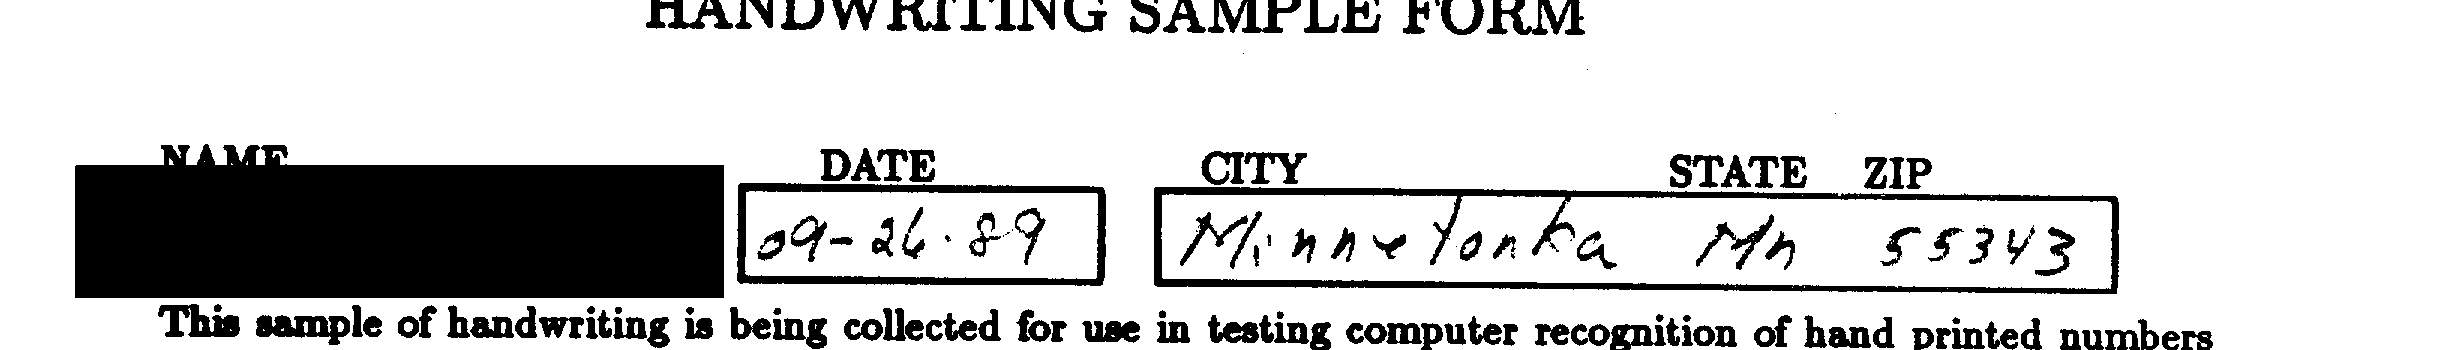 HANDWRITING SAMPLE FORM
NAME DATE CITY STATE ZIP
09-26-89 Minnetonka Mn 55343
This sample of handwriting is being collected for use in testing computer recognition of hand printed numbers